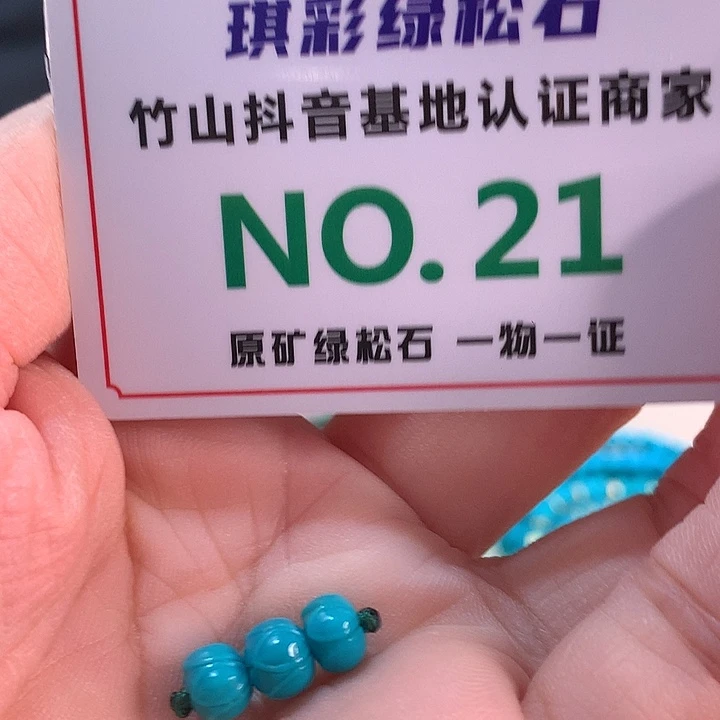 琪彩绿松石
竹山抖音基地认证商家
NO.21
原矿绿松石 一物一证